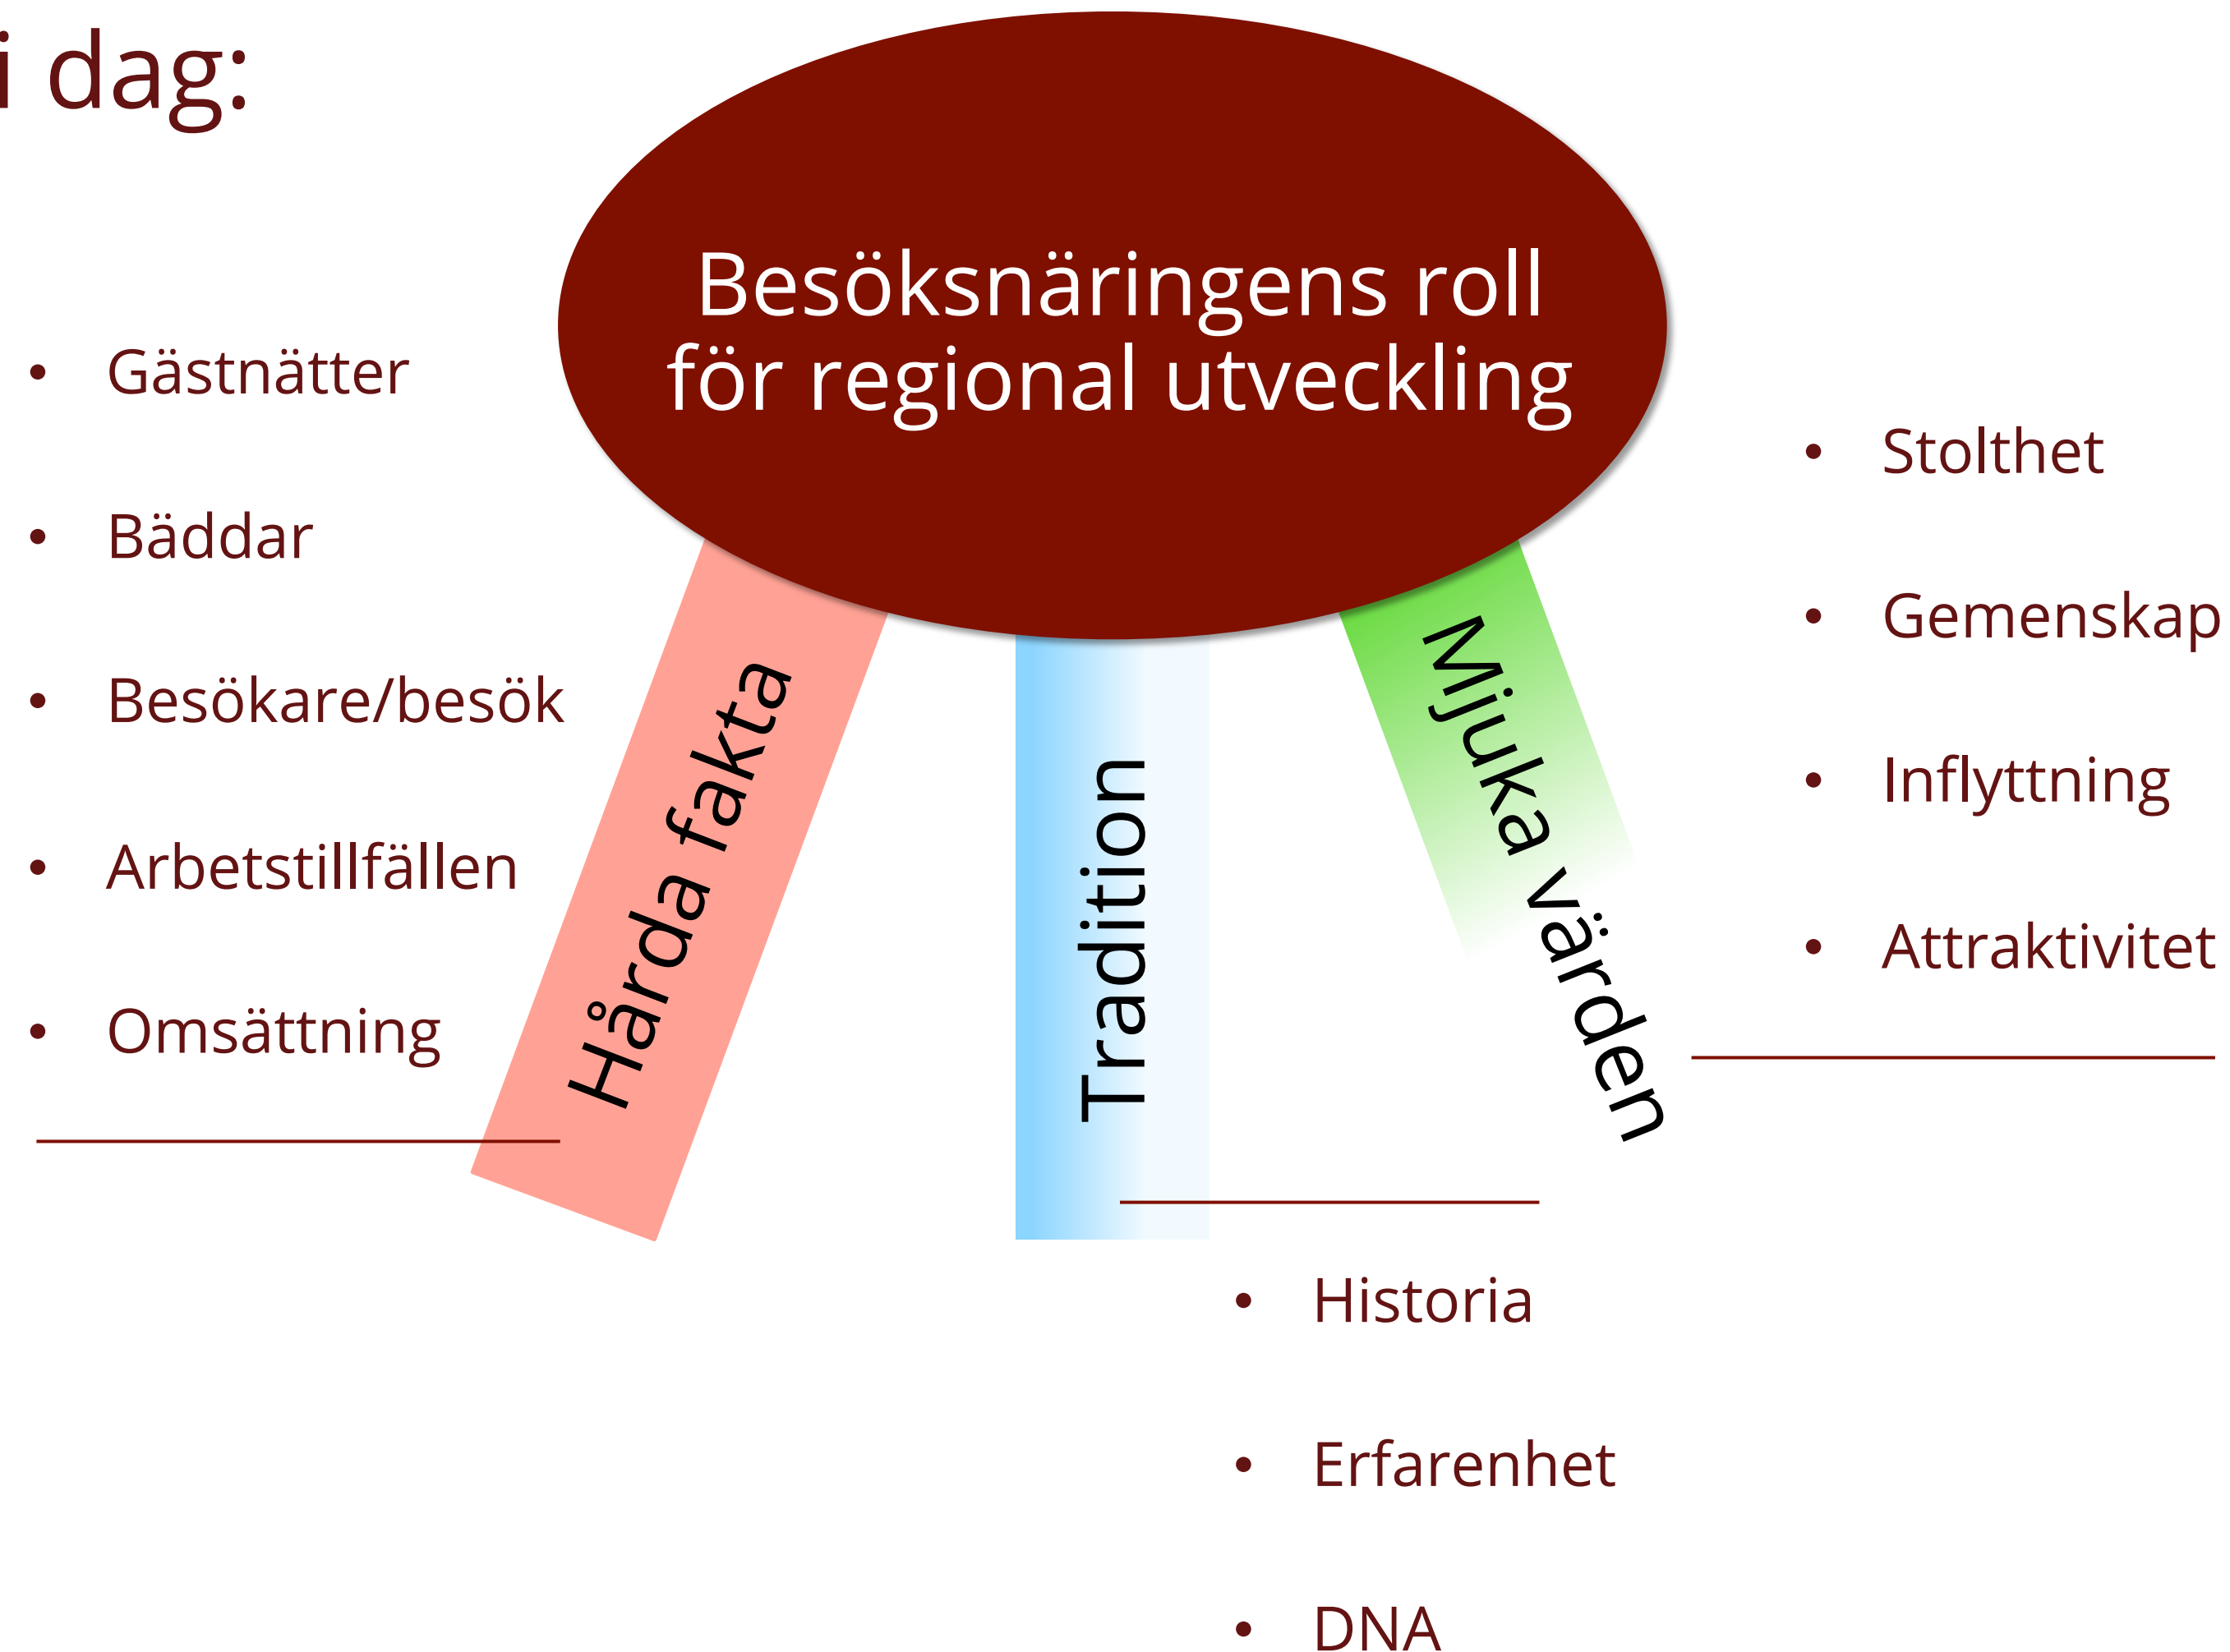 i dag:
Besöksnäringens roll
för regional utveckling
• Gästnätter
• Bäddar
• Besökare/besök
• Arbetstillfällen
• Omsättning
Hårda fakta
Tradition
Mjuka värden
• Stolthet
• Gemenskap
• Inflyttning
• Attraktivitet
• Historia
• Erfarenhet
• DNA